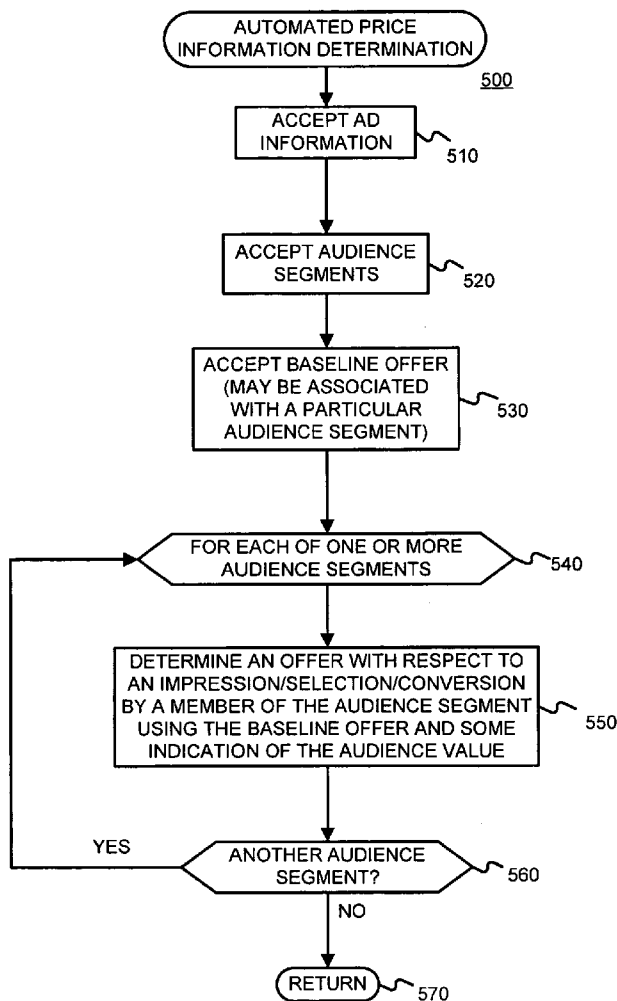 AUTOMATED PRICE
INFORMATION DETERMINATION
500
ACCEPT AD
INFORMATION
510
ACCEPT AUDIENCE
SEGMENTS
520
ACCEPT BASELINE OFFER
(MAY BE ASSOCIATED
WITH A PARTICULAR
AUDIENCE SEGMENT)
530
FOR EACH OF ONE OR MORE
AUDIENCE SEGMENTS
540
DETERMINE AN OFFER WITH RESPECT TO
AN IMPRESSION/SELECTION/CONVERSION
BY A MEMBER OF THE AUDIENCE SEGMENT
USING THE BASELINE OFFER AND SOME
INDICATION OF THE AUDIENCE VALUE
550
YES
ANOTHER AUDIENCE
SEGMENT?
560
NO
RETURN
570